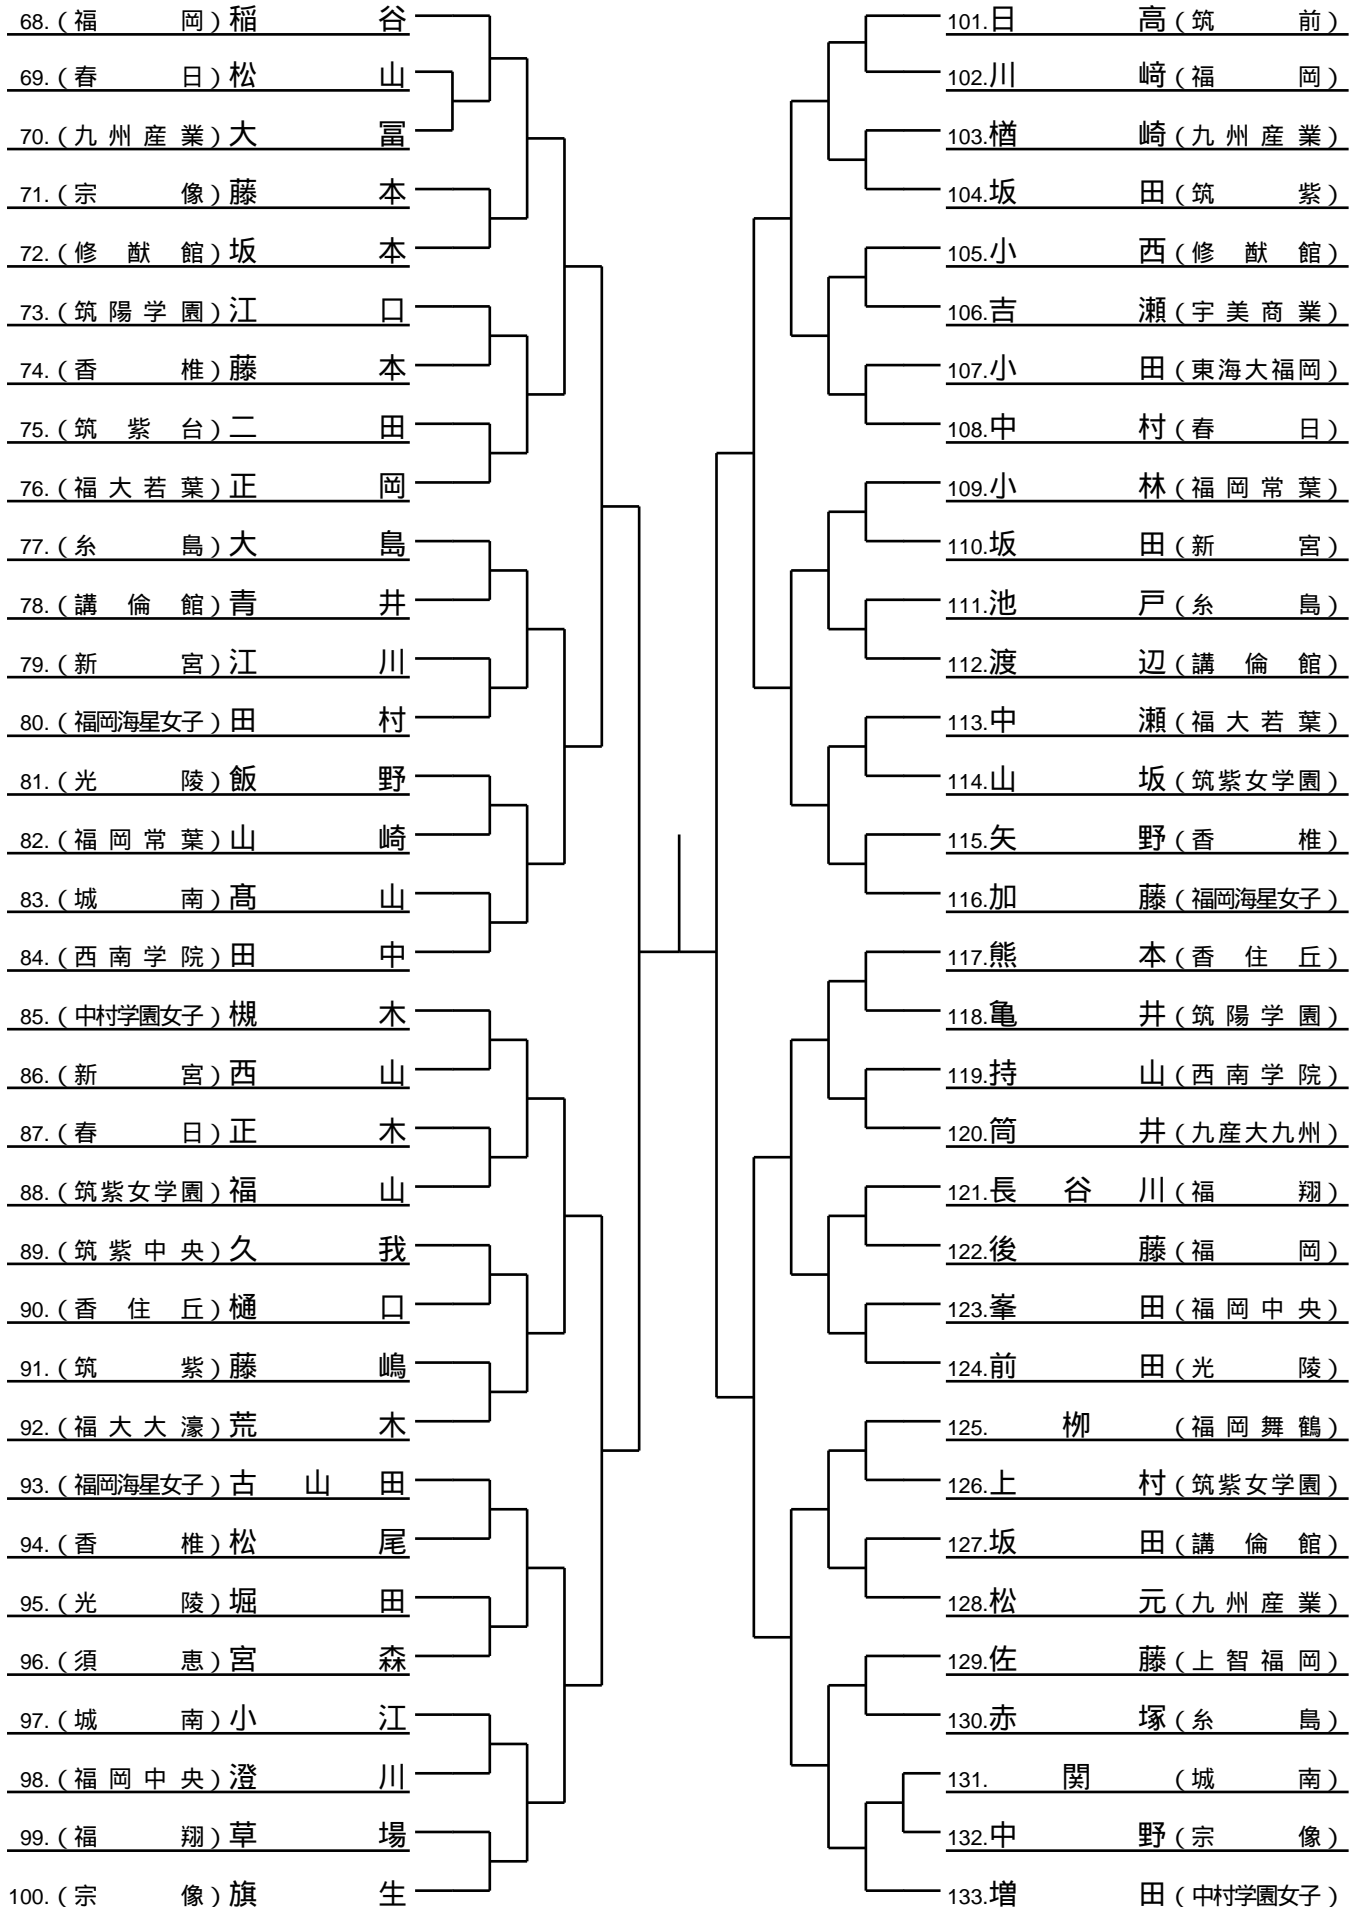 68.（福岡）稲谷
69.（春日）松山
70.（九州産業）大冨
71.（宗像）藤本
72.（修猷館）坂本
73.（筑陽学園）江口
74.（香椎）藤本
75.（筑紫台）二田
76.（福大若葉）正岡
77.（糸島）大島
78.（講倫館）青井
79.（新宮）江川
80.（福岡海星女子）田村
81.（光陵）飯野
82.（福岡常葉）山崎
83.（城南）髙山
84.（西南学院）田中
85.（中村学園女子）槻木
86.（新宮）西山
87.（春日）正木
88.（筑紫女学園）福山
89.（筑紫中央）久我
90.（香住丘）樋口
91.（筑紫）藤嶋
92.（福大大濠）荒木
93.（福岡海星女子）古山田
94.（香椎）松尾
95.（光陵）堀田
96.（須恵）宮森
97.（城南）小江
98.（福岡中央）澄川
99.（福翔）草場
100.（宗像）旗生
101.日高（筑前）
102.川﨑（福岡）
103.楢崎（九州産業）
104.坂田（筑紫）
105.小西（修猷館）
106.吉瀬（宇美商業）
107.小田（東海大福岡）
108.中村（春日）
109.小林（福岡常葉）
110.坂田（新宮）
111.池戸（糸島）
112.渡辺（講倫館）
113.中瀬（福大若葉）
114.山坂（筑紫女学園）
115.矢野（香椎）
116.加藤（福岡海星女子）
117.熊本（香住丘）
118.亀井（筑陽学園）
119.持山（西南学院）
120.筒井（九産大九州）
121.長谷川（福翔）
122.後藤（福岡）
123.峯田（福岡中央）
124.前田（光陵）
125.栁（福岡舞鶴）
126.上村（筑紫女学園）
127.坂田（講倫館）
128.松元（九州産業）
129.佐藤（上智福岡）
130.赤塚（糸島）
131.関（城南）
132.中野（宗像）
133.増田（中村学園女子）